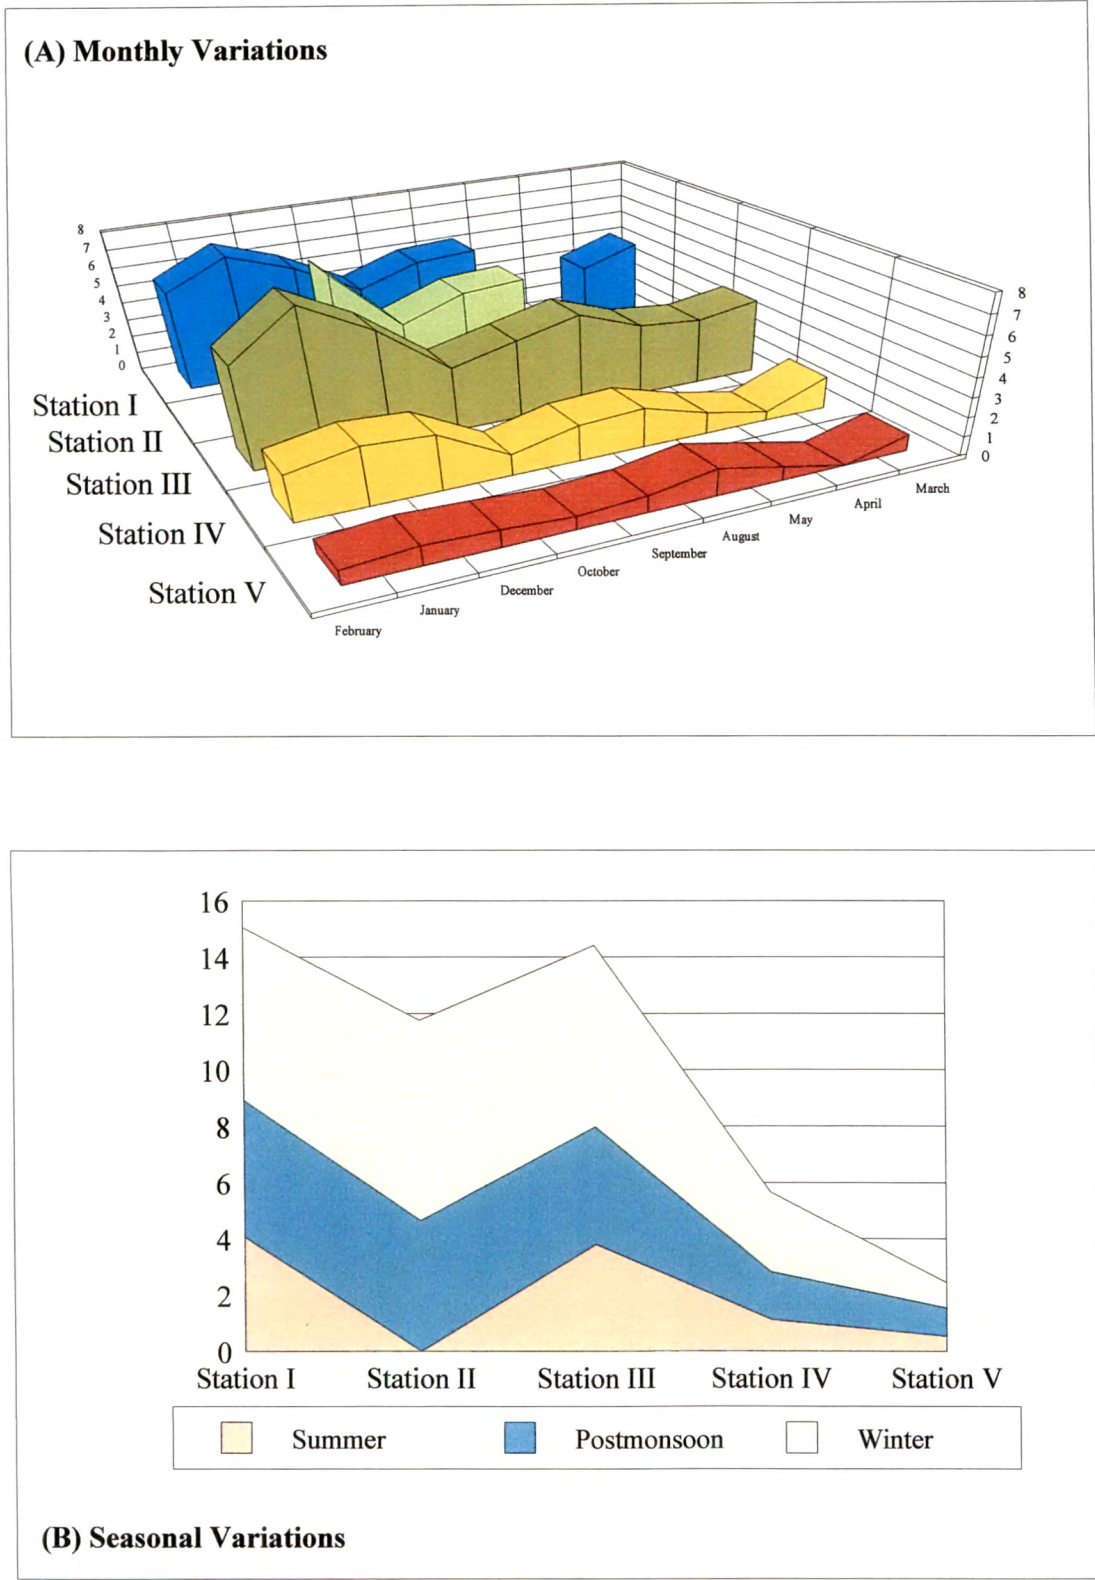 (A) Monthly Variations
8
7
6
5
4
3
2
1
0
8
7
6
5
4
3
2
1
0
Station I
Station II
Station III
Station IV
Station V
February
January
December
October
September
August
May
April
March
16
14
12
10
8
6
4
2
0
Station I Station II Station III Station IV Station V
Summer Postmonsoon Winter
(B) Seasonal Variations